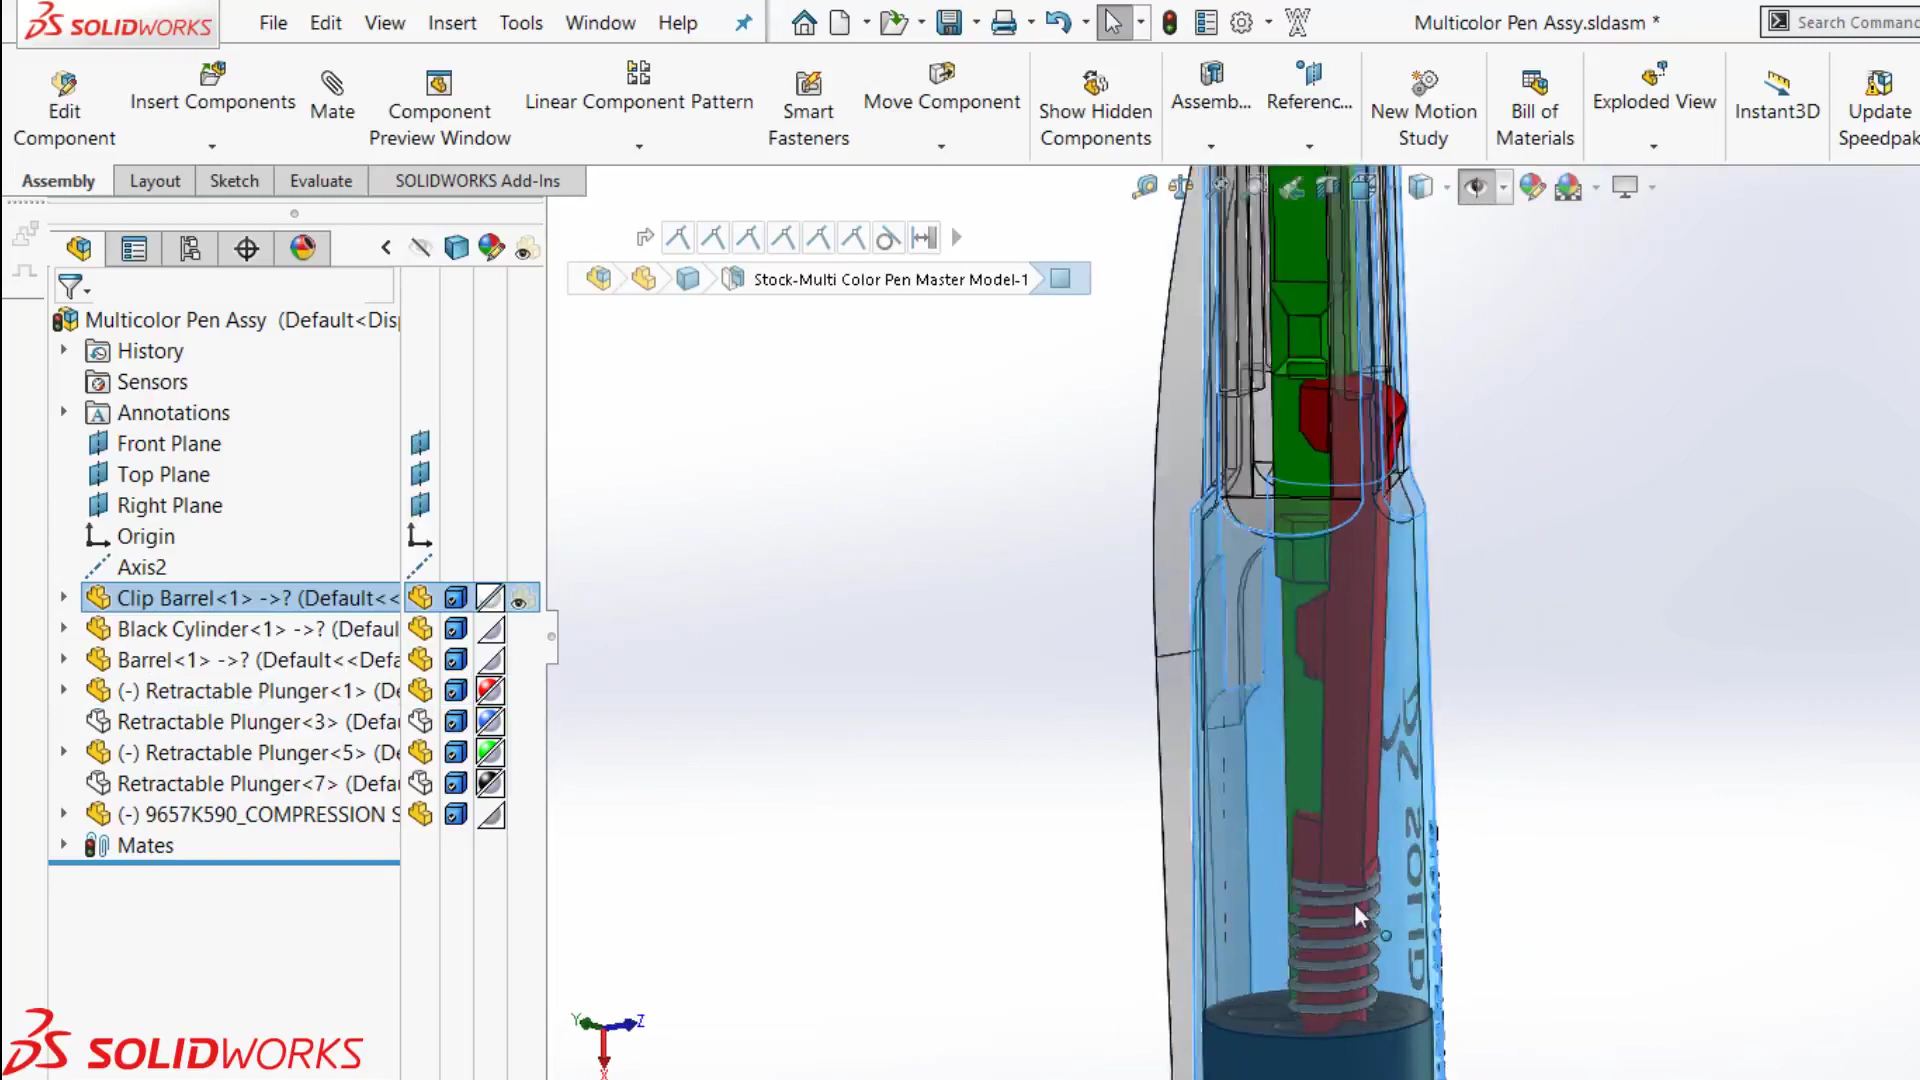 SOLIDWORKS
File Edit View Insert Tools Window Help
Multicolor Pen Assy.sldasm *
Search Command
Edit Component
Insert Components
Mate
Component Preview Window
Linear Component Pattern
Smart Fasteners
Move Component
Show Hidden Components
Assemb...
Referenc...
New Motion Study
Bill of Materials
Exploded View
Instant3D
Update Speedpak
Assembly Layout Sketch Evaluate SOLIDWORKS Add-Ins
Stock-Multi Color Pen Master Model-1
Multicolor Pen Assy (Default<Dis
History
Sensors
Annotations
Front Plane
Top Plane
Right Plane
Origin
Axis2
Clip Barrel<1> ->? (Default<<
Black Cylinder<1> ->? (Defaul
Barrel<1> ->? (Default<<Defa
(-) Retractable Plunger<1> (De
Retractable Plunger<3> (Defau
(-) Retractable Plunger<5> (De
Retractable Plunger<7> (Defau
(-) 9657K590_COMPRESSION S
Mates
Y Z
X
SOLIDWORKS